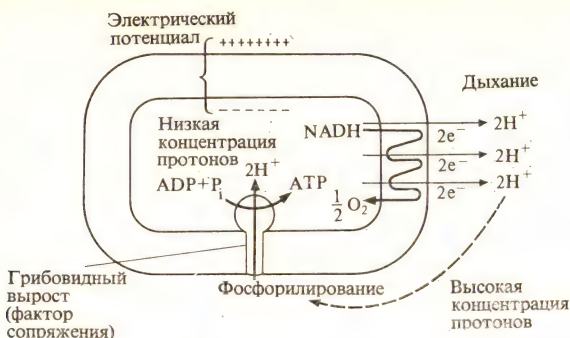 Электрический
потенциал
+++++++++
Дыхание
Низкая
концентрация
протонов
NADH
2e⁻
2H⁺
2e⁻
2H⁺
2e⁻
2H⁺
2H⁺
ADP+Pᵢ
ATP
½ O₂
Грибовидный
вырост
(фактор
сопряжения)
Фосфорилирование
Высокая
концентрация
протонов